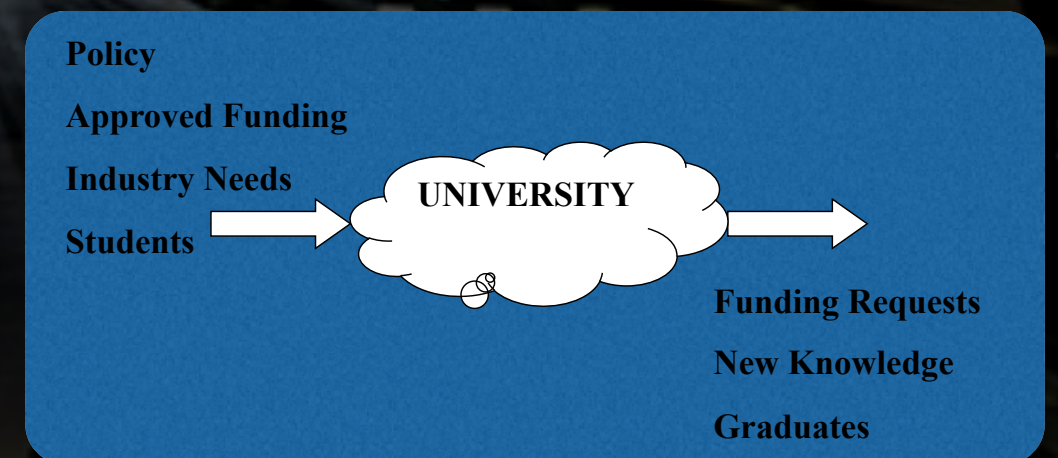 Policy
Approved Funding
Industry Needs
Students
UNIVERSITY
Funding Requests
New Knowledge
Graduates